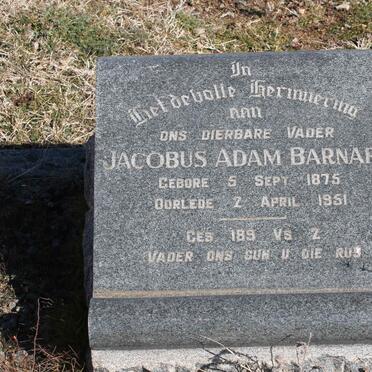 In
Liefdevolle Herinnering
aan
ONS DIERBARE VADER
JACOBUS ADAM BARNAR
GEBORE 5 SEPT 1875
OORLEDE 2 APRIL 1951
GES 189 VS 2
VADER ONS GUN U DIE RUS